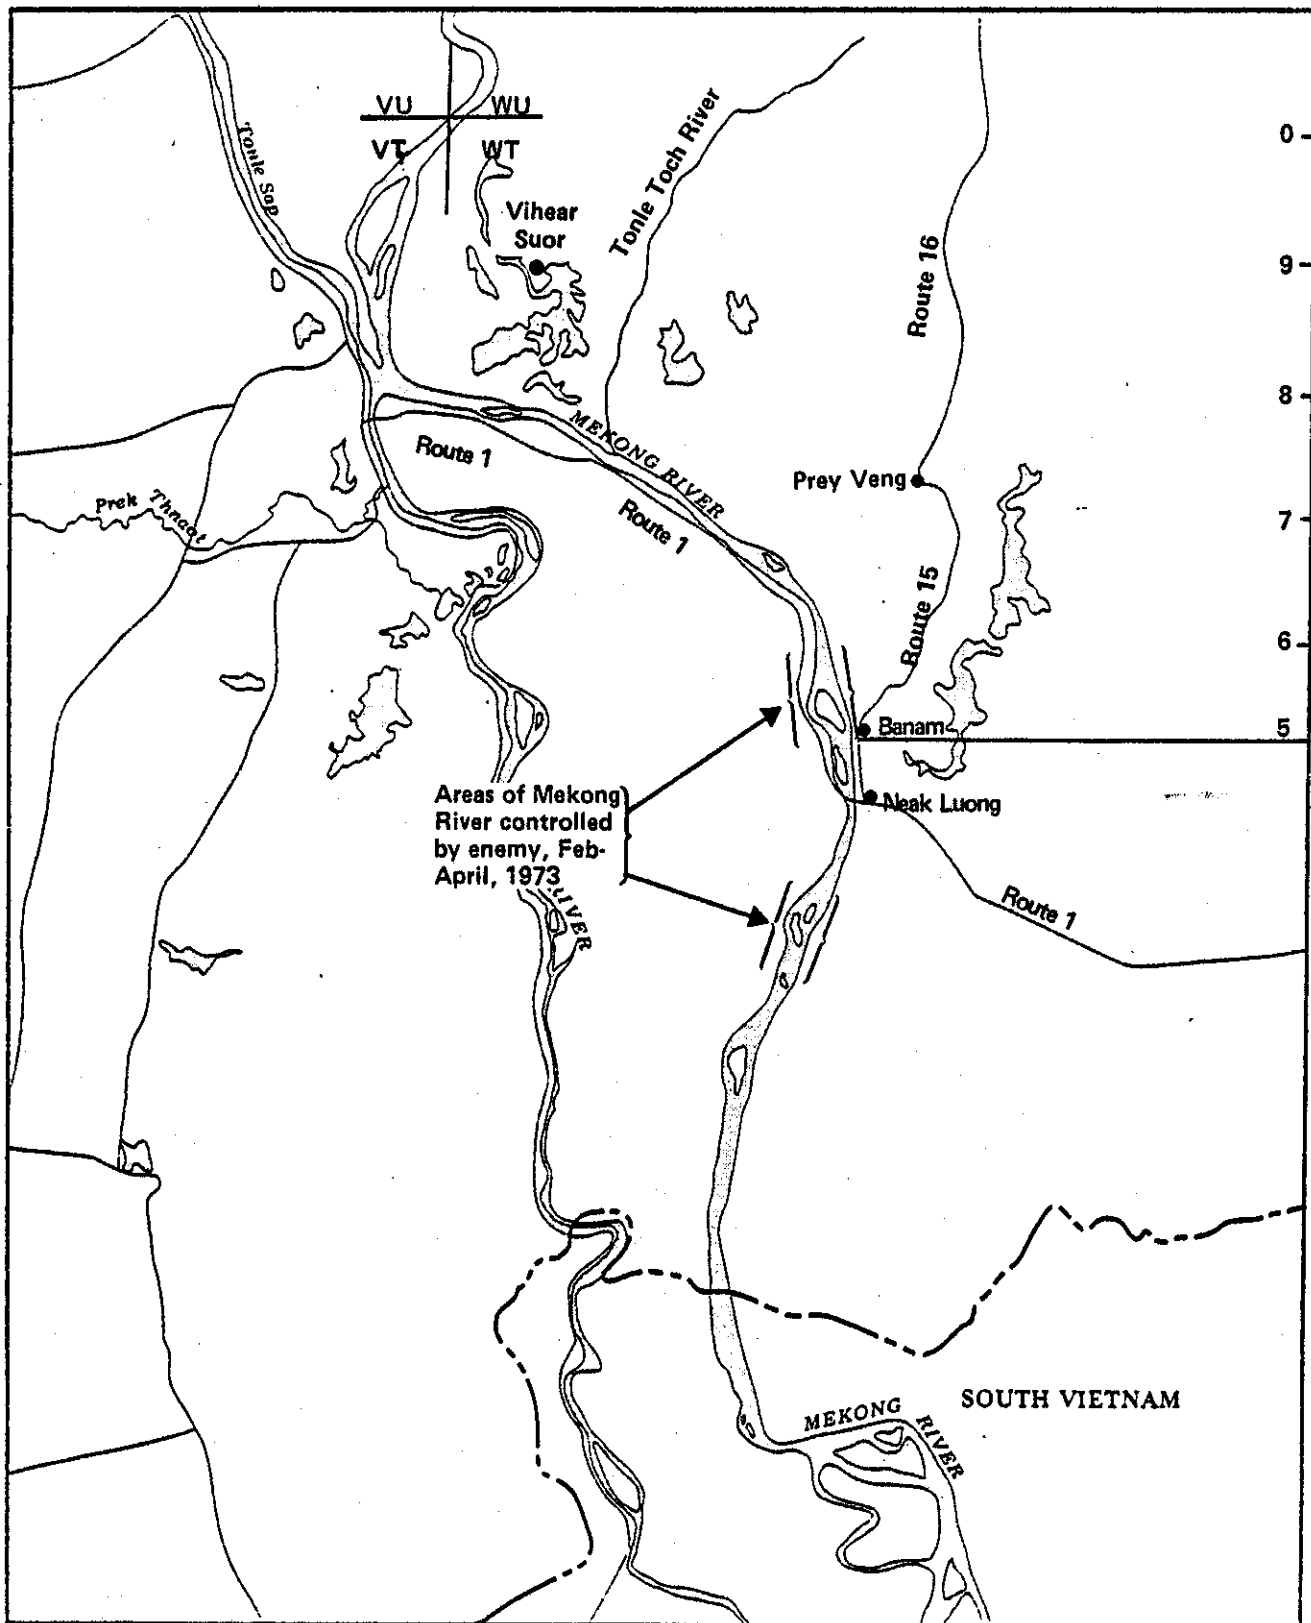 VU WU
VT WT
0
Tonle Sap
Tonle Toch River
Vihear
Suor
Route 16
9
8
MEKONG RIVER
Route 1
Prey Veng
Route 1
Prek Thnaot
7
Route 15
6
Banam
5
Areas of Mekong
River controlled
by enemy, Feb-
April, 1973
Neak Luong
RIVER
Route 1
SOUTH VIETNAM
MEKONG RIVER